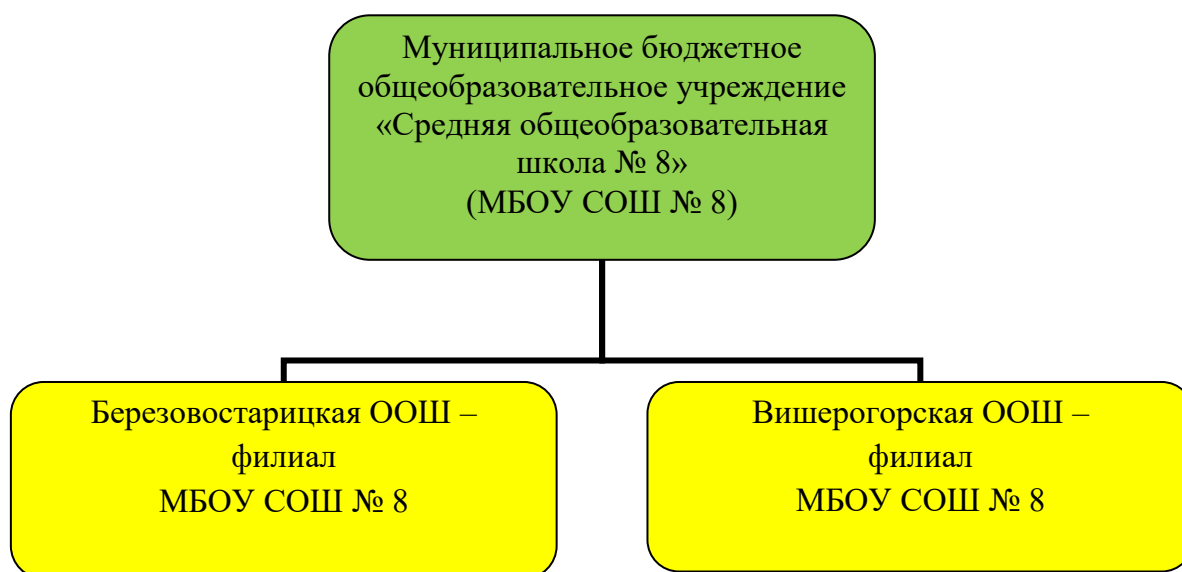 Муниципальное бюджетное
общеобразовательное учреждение
«Средняя общеобразовательная
школа № 8»
(МБОУ СОШ № 8)
Березовостарицкая ООШ –
филиал
МБОУ СОШ № 8
Вишерогорская ООШ –
филиал
МБОУ СОШ № 8